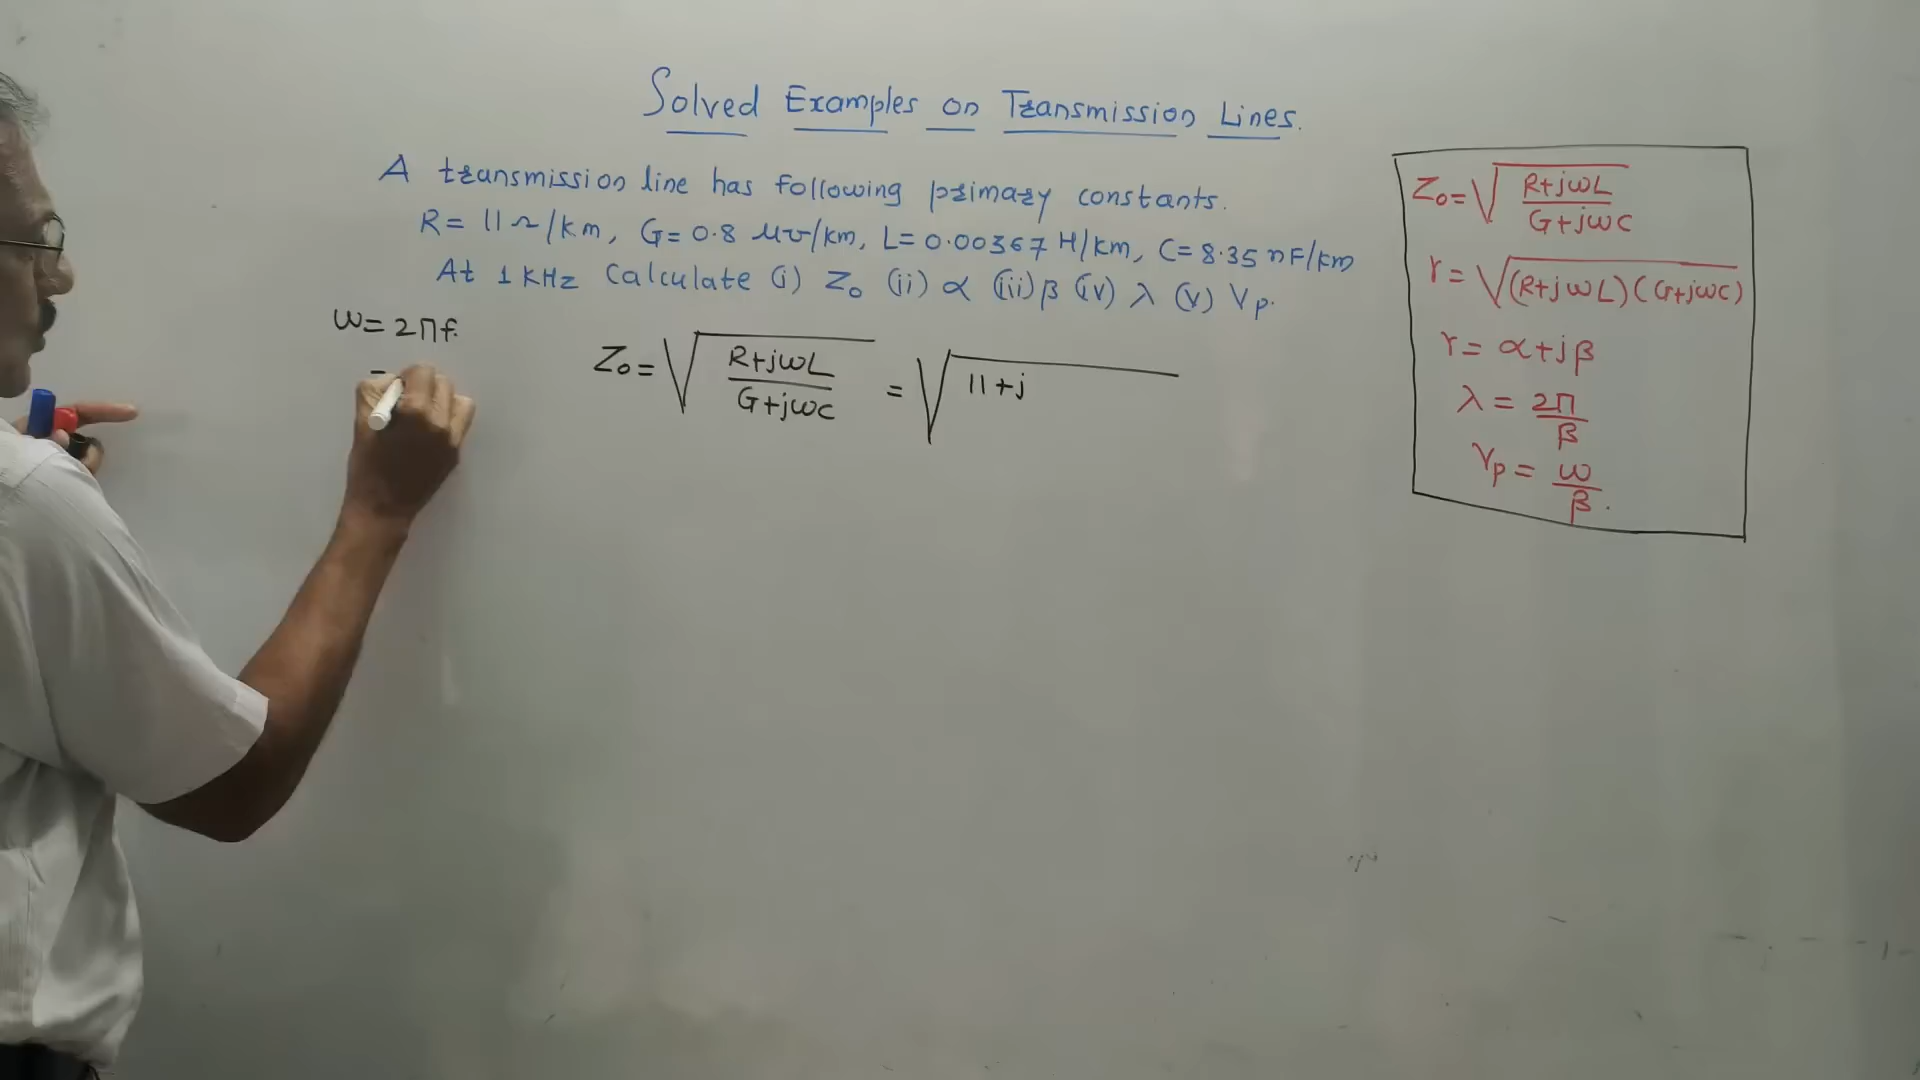 Solved Examples on Transmission Lines.
A transmission line has following primary constants.
R = 11 Ω/km, G = 0.8 μ℧/km, L = 0.00367 H/km, C = 8.35 nF/km
At 1 kHz Calculate (i) Z₀ (ii) α (iii) β (iv) λ (v) Vp.
ω = 2πf.
=
Z₀ = √((R+jωL)/(G+jωC)) = √(11+j
Z₀ = √((R+jωL)/(G+jωC))
γ = √((R+jωL)(G+jωC))
γ = α+jβ
λ = 2π/β
Vp = ω/β.